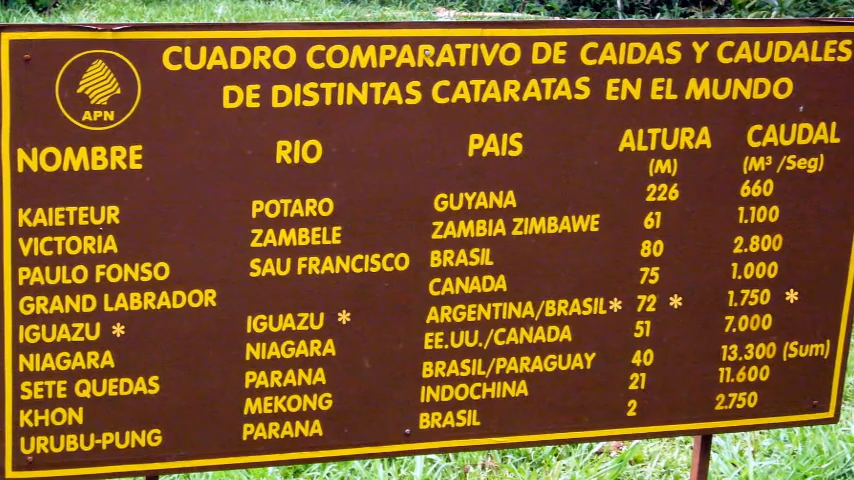 CUADRO COMPARATIVO DE CAIDAS Y CAUDALES
DE DISTINTAS CATARATAS EN EL MUNDO
APN
NOMBRE RIO PAIS ALTURA CAUDAL
(M) (M³ /Seg)
KAIETEUR POTARO GUYANA 226 660
VICTORIA ZAMBELE ZAMBIA ZIMBAWE 61 1.100
PAULO FONSO SAU FRANCISCO BRASIL 80 2.800
GRAND LABRADOR CANADA 75 1.000
IGUAZU * IGUAZU * ARGENTINA/BRASIL * 72 * 1.750 *
NIAGARA NIAGARA EE.UU./CANADA 51 7.000
SETE QUEDAS PARANA BRASIL/PARAGUAY 40 13.300 (Sum)
KHON MEKONG INDOCHINA 21 11.600
URUBU-PUNG PARANA BRASIL 2 2.750